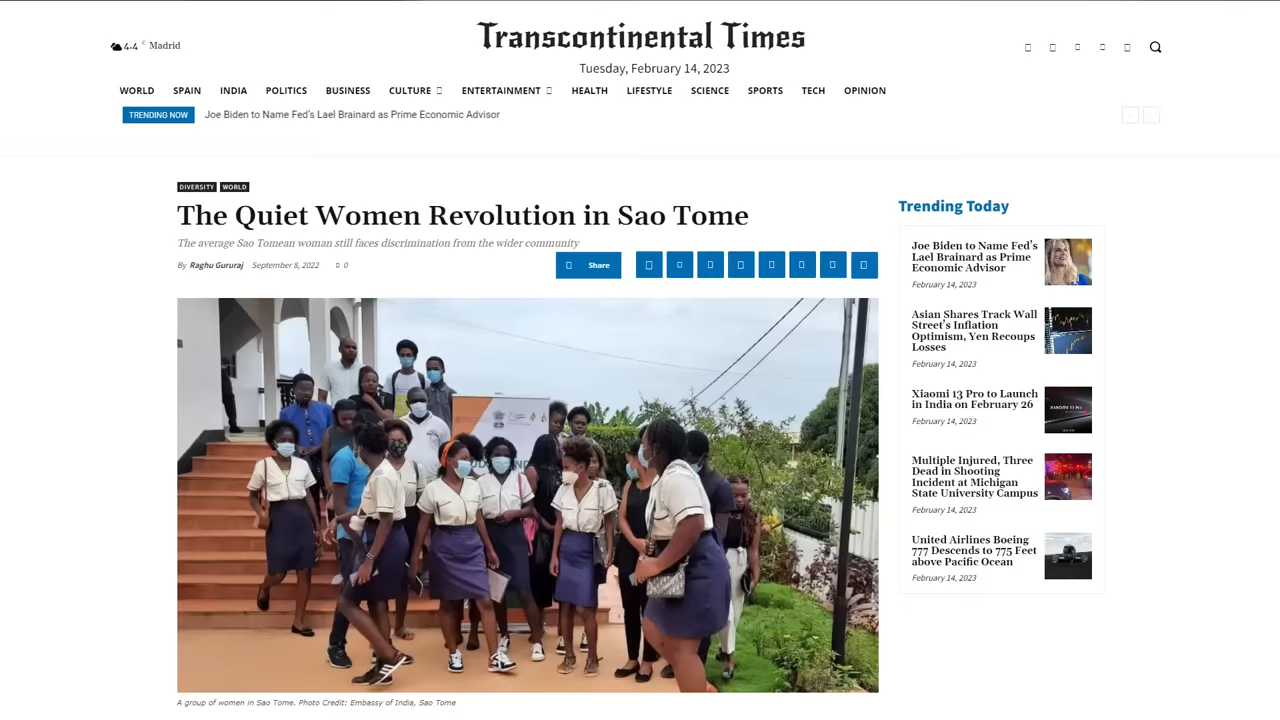 4.4 °C Madrid
Transcontinental Times
Tuesday, February 14, 2023
WORLD SPAIN INDIA POLITICS BUSINESS CULTURE ENTERTAINMENT HEALTH LIFESTYLE SCIENCE SPORTS TECH OPINION
TRENDING NOW Joe Biden to Name Fed's Lael Brainard as Prime Economic Advisor
DIVERSITY WORLD
The Quiet Women Revolution in Sao Tome
The average Sao Tomean woman still faces discrimination from the wider community
By Raghu Gururaj September 8, 2022 0
Share
A group of women in Sao Tome. Photo Credit: Embassy of India, Sao Tome
Trending Today
Joe Biden to Name Fed's
Lael Brainard as Prime
Economic Advisor
February 14, 2023
Asian Shares Track Wall
Street's Inflation
Optimism, Yen Recoups
Losses
February 14, 2023
Xiaomi 13 Pro to Launch
in India on February 26
February 14, 2023
Multiple Injured, Three
Dead in Shooting
Incident at Michigan
State University Campus
February 14, 2023
United Airlines Boeing
777 Descends to 775 Feet
above Pacific Ocean
February 14, 2023